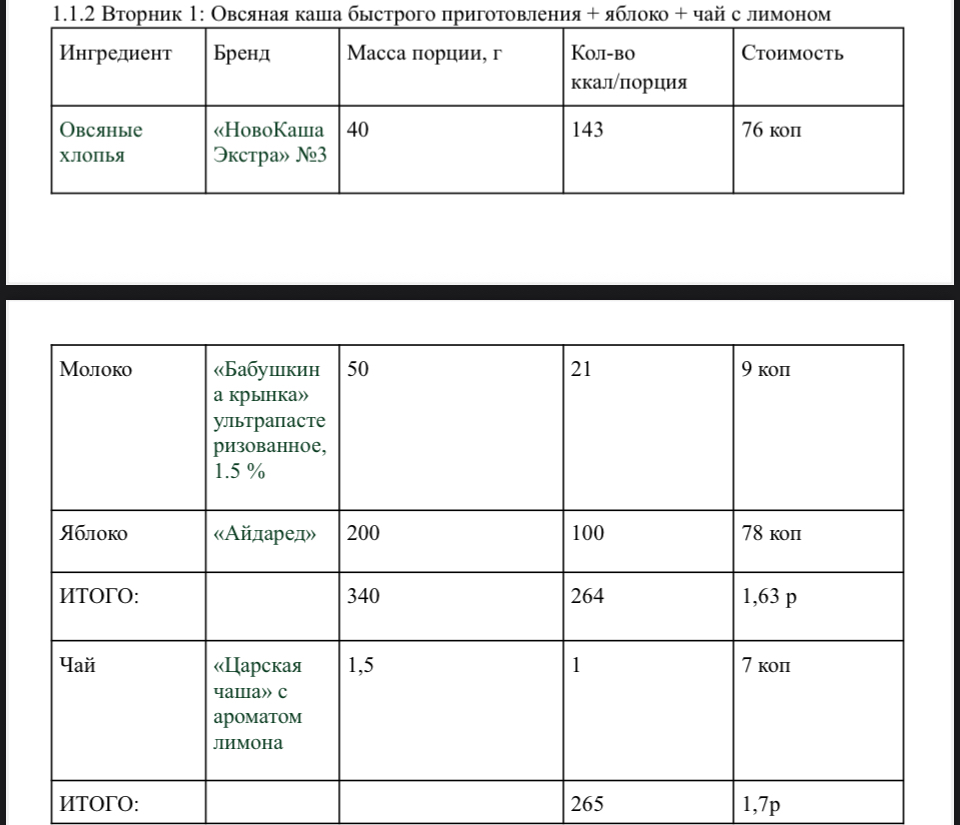 1.1.2 Вторник 1: Овсяная каша быстрого приготовления + яблоко + чай с лимоном
Ингредиент Бренд Масса порции, г Кол-во ккал/порция Стоимость
Овсяные хлопья «НовоКаша Экстра» №3 40 143 76 коп
Молоко «Бабушкина крынка» ультрапастеризованное, 1.5 % 50 21 9 коп
Яблоко «Айдаред» 200 100 78 коп
ИТОГО: 340 264 1,63 р
Чай «Царская чаша» с ароматом лимона 1,5 1 7 коп
ИТОГО: 265 1,7р